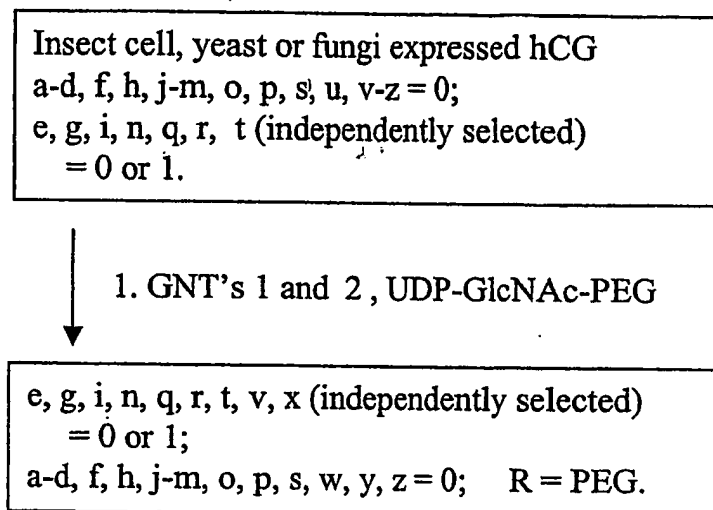 Insect cell, yeast or fungi expressed hCG
a-d, f, h, j-m, o, p, s, u, v-z = 0;
e, g, i, n, q, r, t (independently selected)
= 0 or 1.
1. GNT's 1 and 2 , UDP-GlcNAc-PEG
e, g, i, n, q, r, t, v, x (independently selected)
= 0 or 1;
a-d, f, h, j-m, o, p, s, w, y, z = 0; R = PEG.